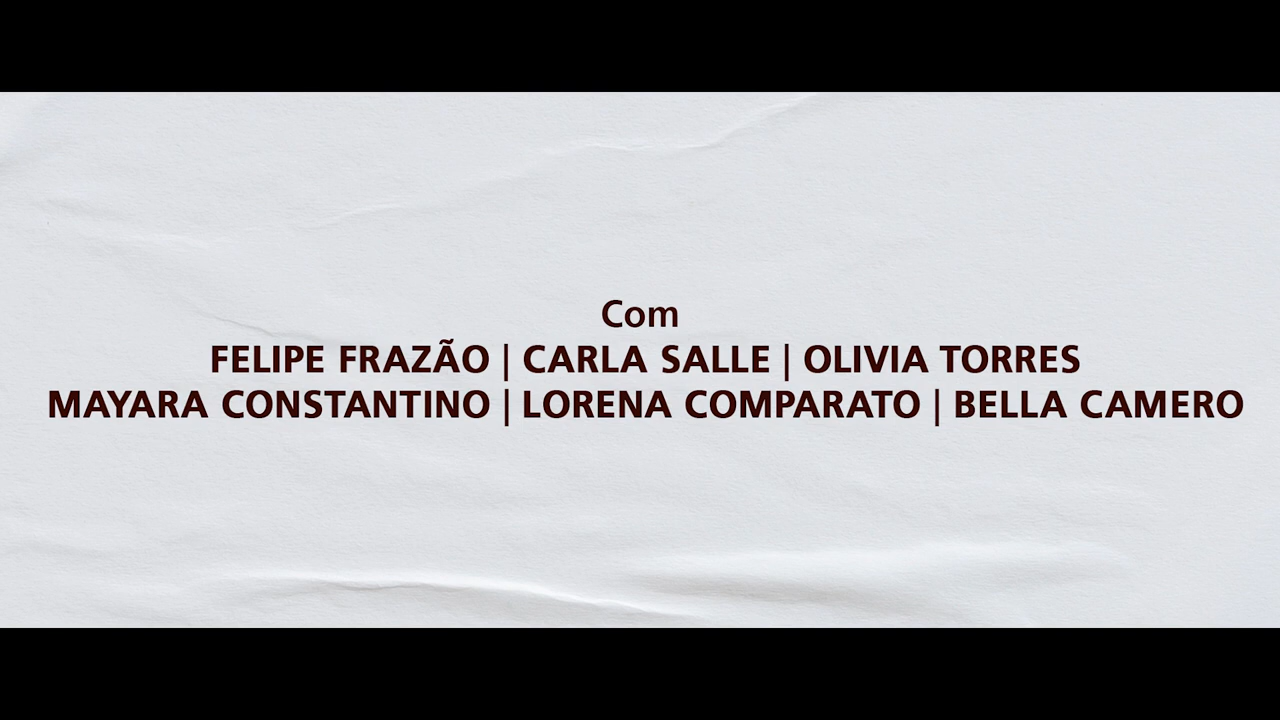 Com
FELIPE FRAZÃO | CARLA SALLE | OLIVIA TORRES
MAYARA CONSTANTINO | LORENA COMPARATO | BELLA CAMERO